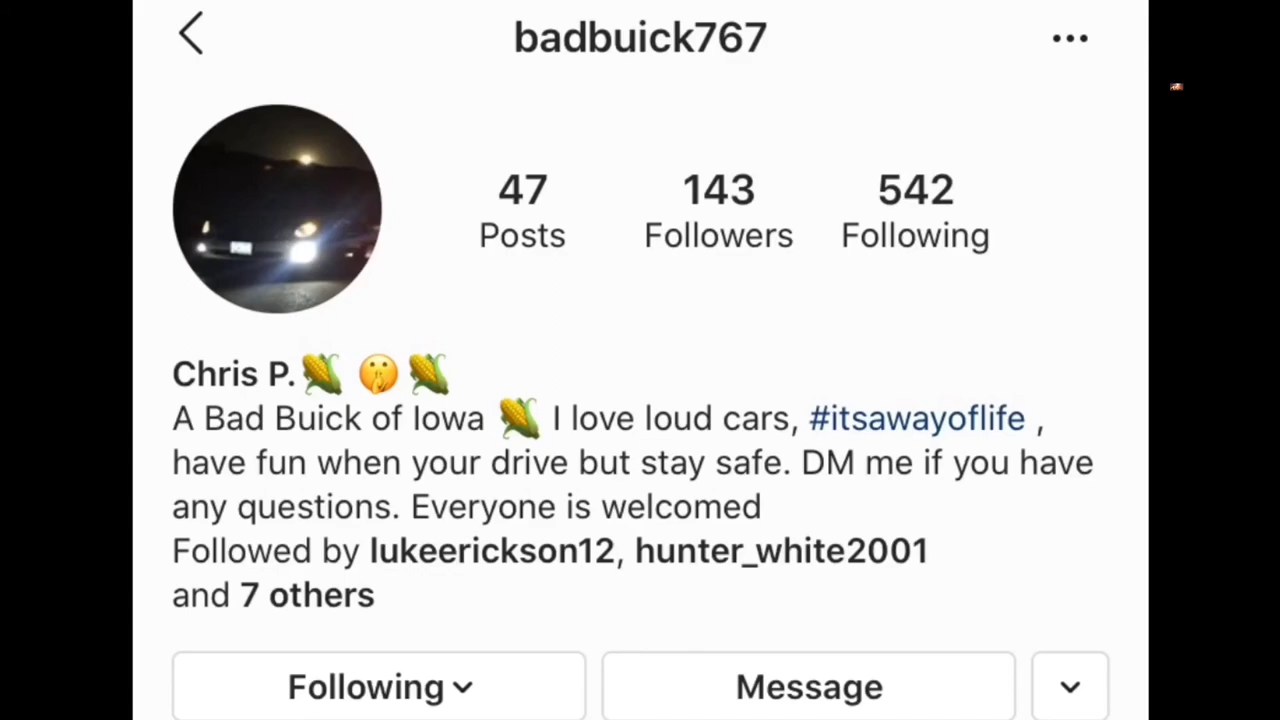 badbuick767
47 143 542
Posts Followers Following
Chris P.🌽 🤫 🌽
A Bad Buick of Iowa 🌽 I love loud cars, #itsawayoflife ,
have fun when your drive but stay safe. DM me if you have
any questions. Everyone is welcomed
Followed by lukeerickson12, hunter_white2001
and 7 others
Following Message